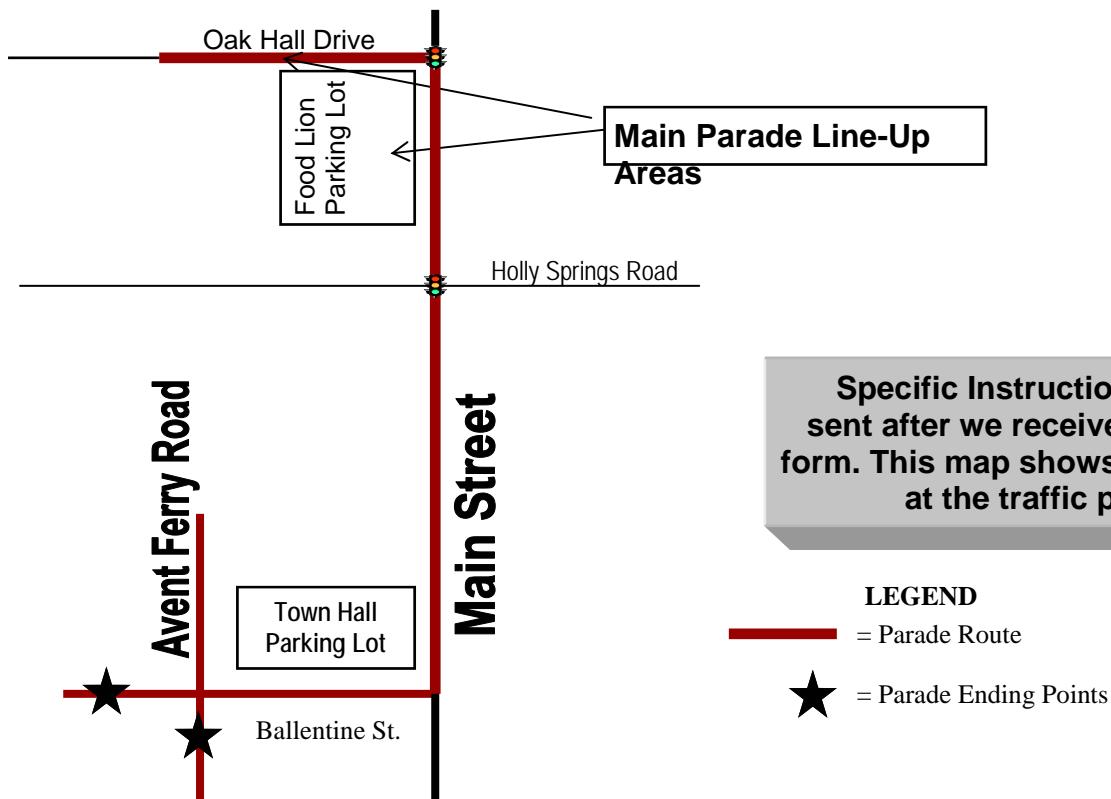 Oak Hall Drive
Food Lion
Parking Lot
Main Parade Line-Up
Areas
Holly Springs Road
Avent Ferry Road
Main Street
Specific Instructio
sent after we receive
form. This map shows
at the traffic p
Town Hall
Parking Lot
LEGEND
= Parade Route
= Parade Ending Points
Ballentine St.